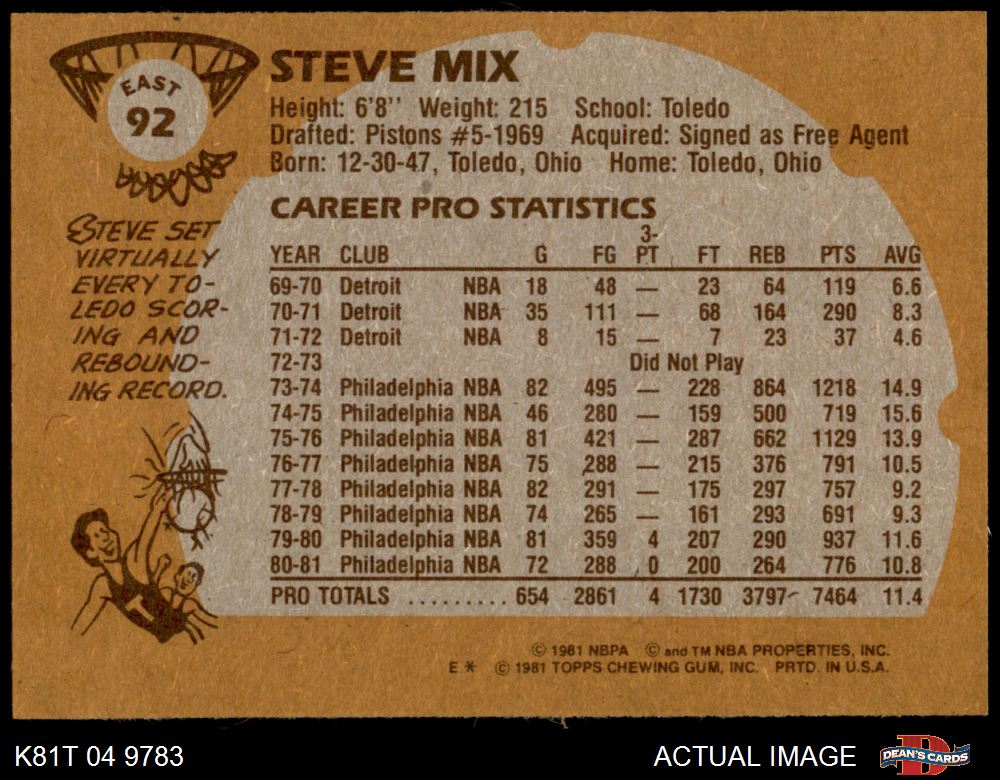 EAST
92
STEVE MIX
Height: 6'8'' Weight: 215 School: Toledo
Drafted: Pistons #5-1969 Acquired: Signed as Free Agent
Born: 12-30-47, Toledo, Ohio Home: Toledo, Ohio
STEVE SET
VIRTUALLY
EVERY TO-
LEDO SCOR-
ING AND
REBOUND-
ING RECORD.
T
CAREER PRO STATISTICS
YEAR CLUB G FG 3-PT FT REB PTS AVG
69-70 Detroit NBA 18 48 — 23 64 119 6.6
70-71 Detroit NBA 35 111 — 68 164 290 8.3
71-72 Detroit NBA 8 15 — 7 23 37 4.6
72-73 Did Not Play
73-74 Philadelphia NBA 82 495 — 228 864 1218 14.9
74-75 Philadelphia NBA 46 280 — 159 500 719 15.6
75-76 Philadelphia NBA 81 421 — 287 662 1129 13.9
76-77 Philadelphia NBA 75 288 — 215 376 791 10.5
77-78 Philadelphia NBA 82 291 — 175 297 757 9.2
78-79 Philadelphia NBA 74 265 — 161 293 691 9.3
79-80 Philadelphia NBA 81 359 4 207 290 937 11.6
80-81 Philadelphia NBA 72 288 0 200 264 776 10.8
PRO TOTALS ......... 654 2861 4 1730 3797 7464 11.4
© 1981 NBPA © and TM NBA PROPERTIES, INC.
E * © 1981 TOPPS CHEWING GUM, INC. PRTD. IN U.S.A.
K81T 04 9783 ACTUAL IMAGE DEAN'S CARDS